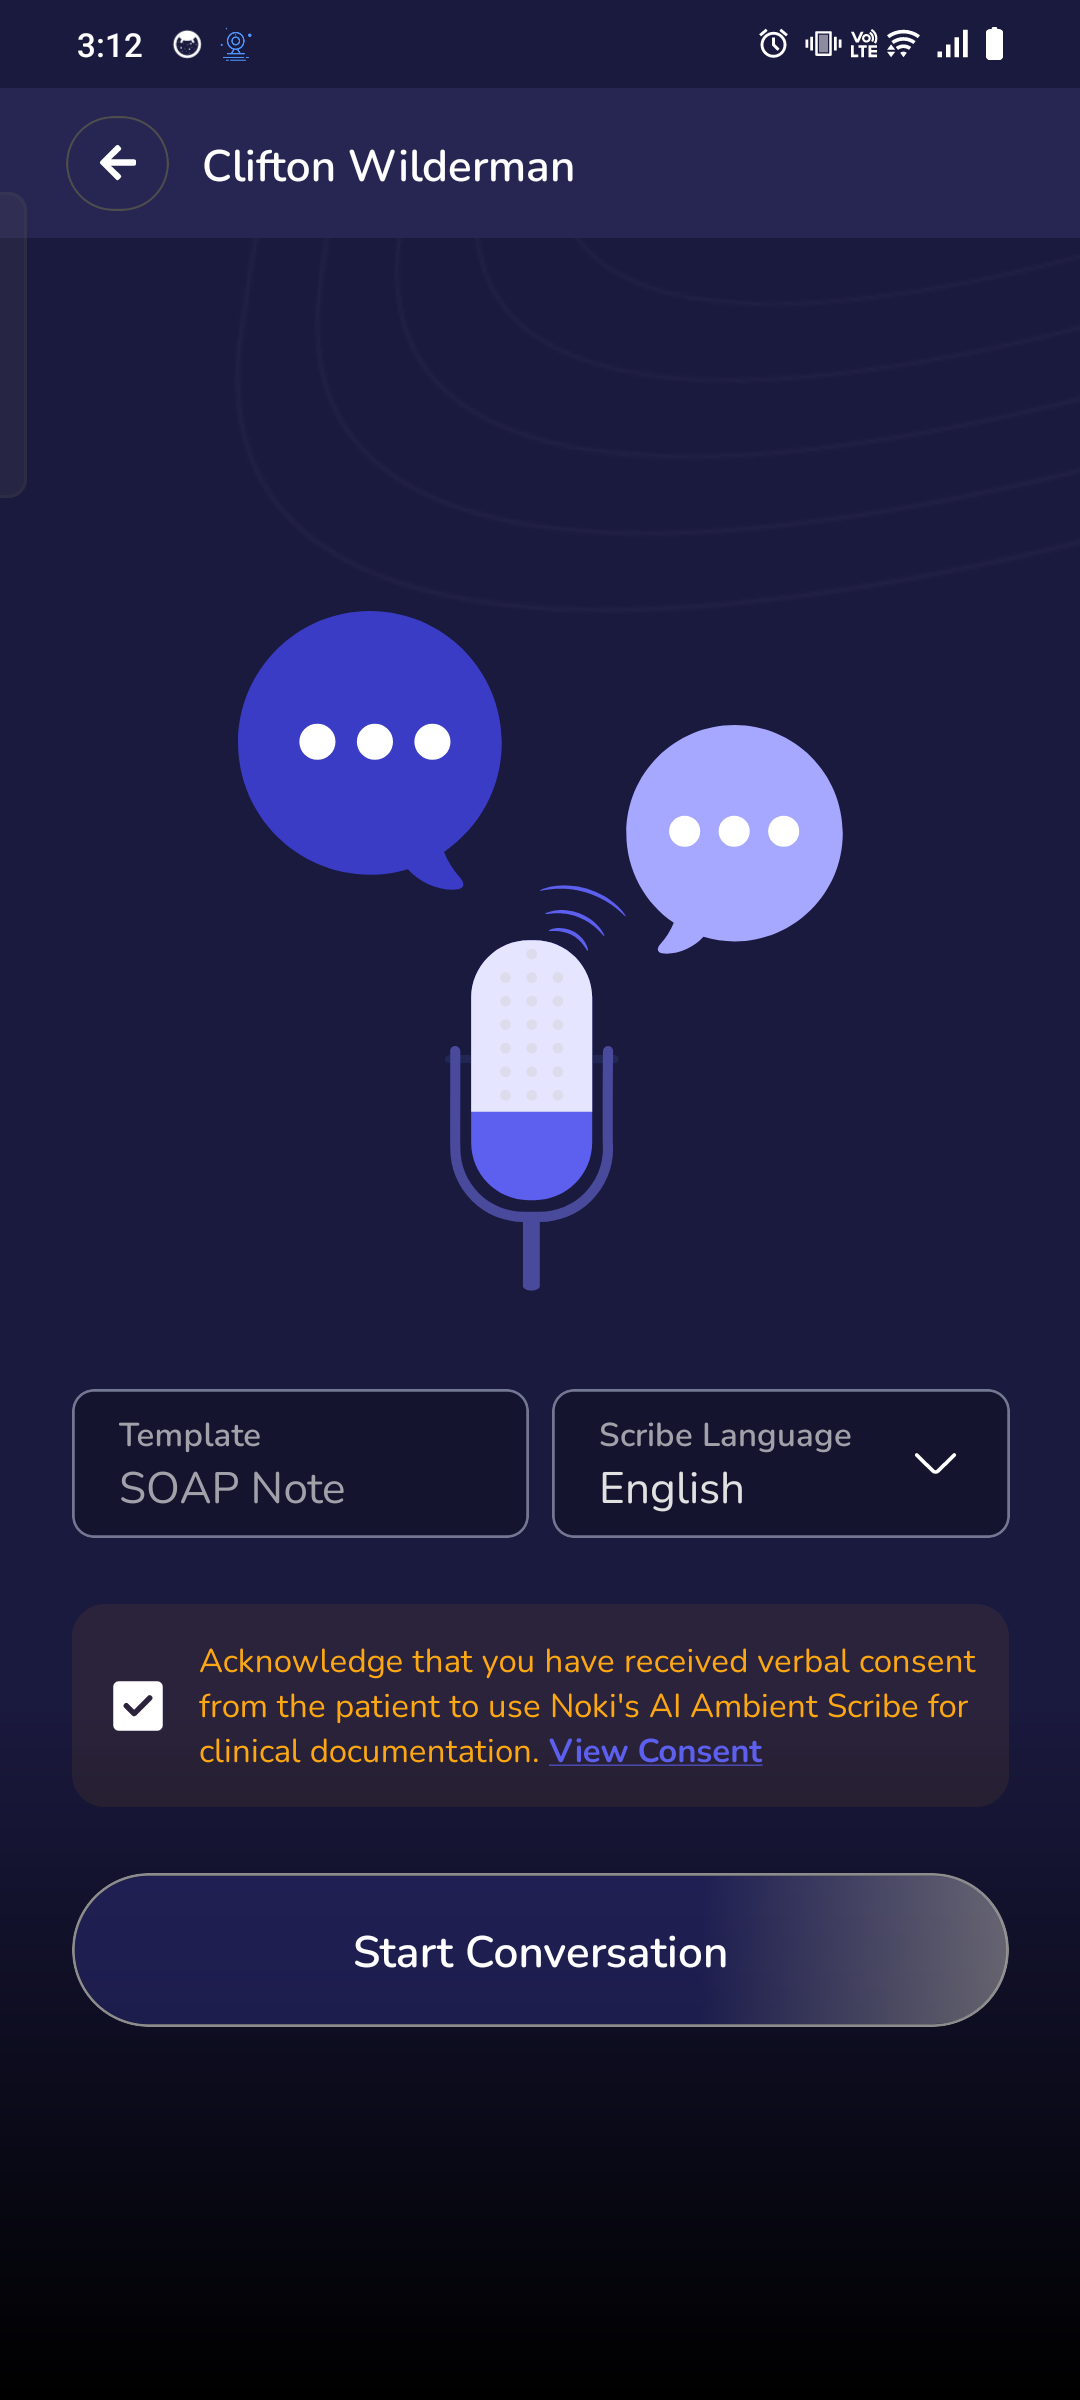 3:12
Vo) LTE
Clifton Wilderman
Template
SOAP Note
Scribe Language
English
Acknowledge that you have received verbal consent
from the patient to use Noki's AI Ambient Scribe for
clinical documentation. View Consent
Start Conversation